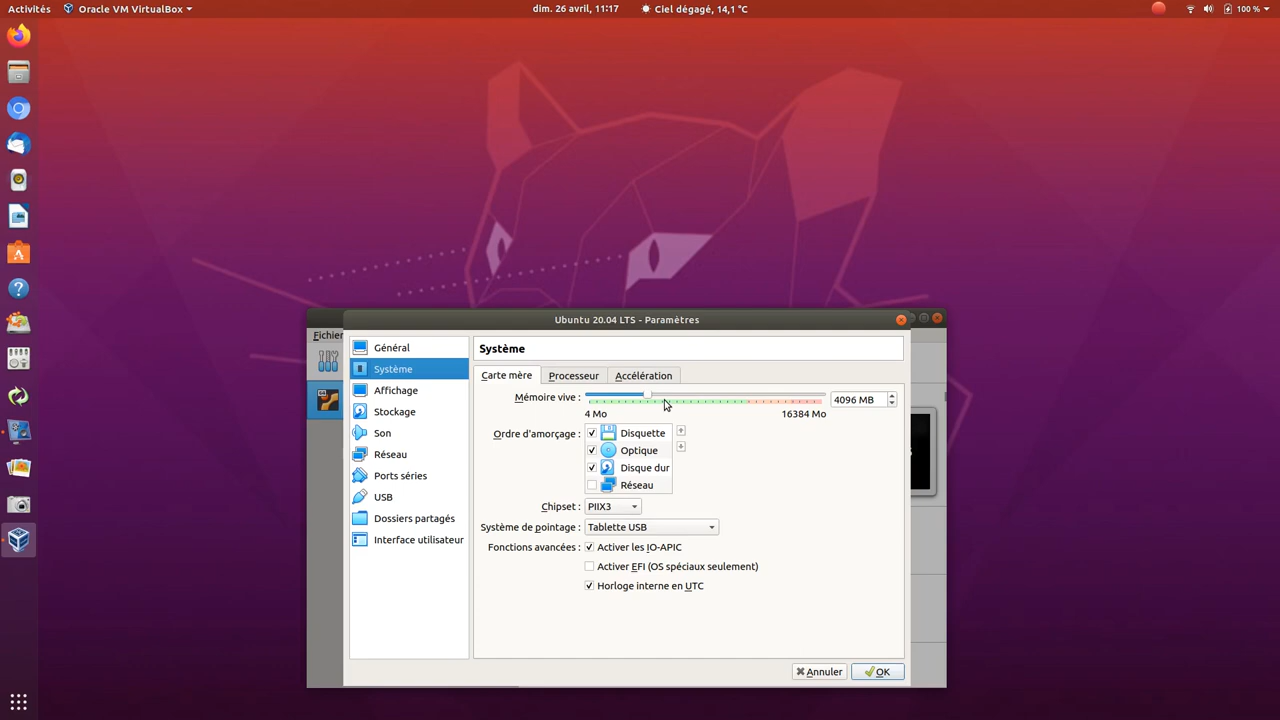 Activités Oracle VM VirtualBox dim. 26 avril, 11:17 Ciel dégagé, 14,1 °C 100 %
Ubuntu 20.04 LTS - Paramètres
Fichier
Général
Système
Affichage
Stockage
Son
Réseau
Ports séries
USB
Dossiers partagés
Interface utilisateur
Système
Carte mère Processeur Accélération
Mémoire vive : 4096 MB
4 Mo 16384 Mo
Ordre d'amorçage : Disquette
Optique
Disque dur
Réseau
Chipset : PIIX3
Système de pointage : Tablette USB
Fonctions avancées : Activer les IO-APIC
Activer EFI (OS spéciaux seulement)
Horloge interne en UTC
Annuler OK